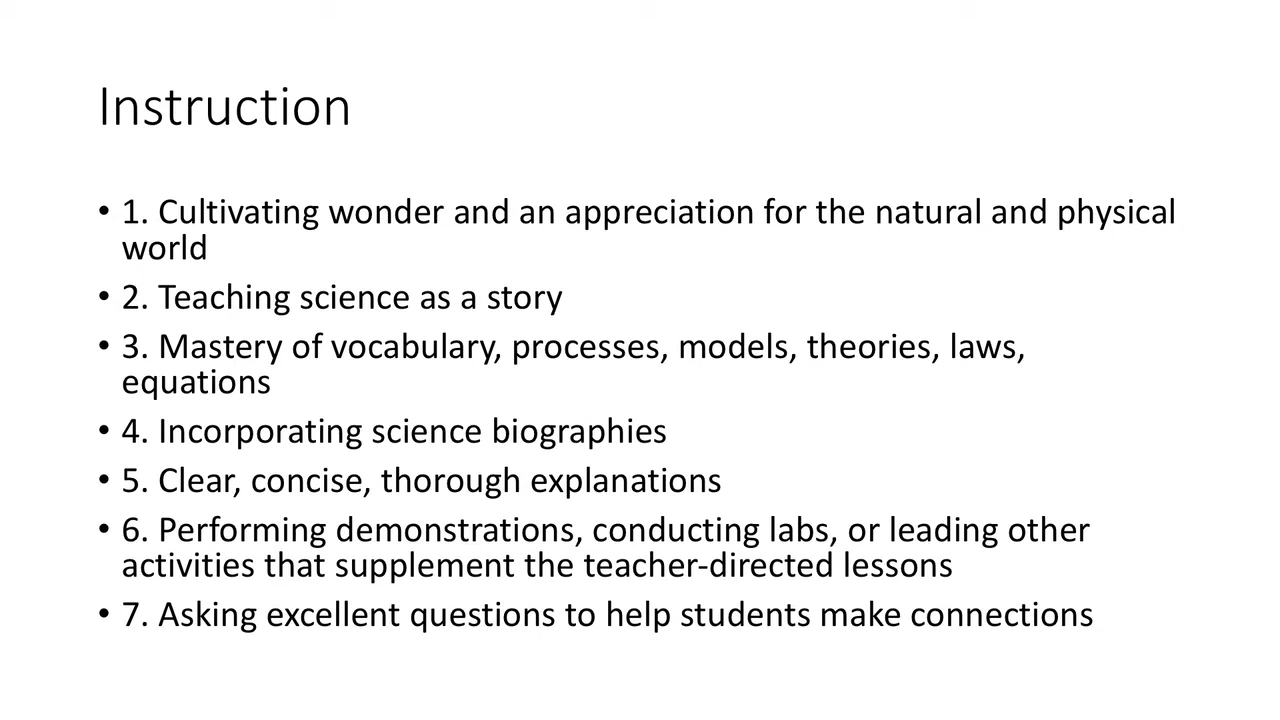 Instruction
• 1. Cultivating wonder and an appreciation for the natural and physical
world
• 2. Teaching science as a story
• 3. Mastery of vocabulary, processes, models, theories, laws,
equations
• 4. Incorporating science biographies
• 5. Clear, concise, thorough explanations
• 6. Performing demonstrations, conducting labs, or leading other
activities that supplement the teacher-directed lessons
• 7. Asking excellent questions to help students make connections